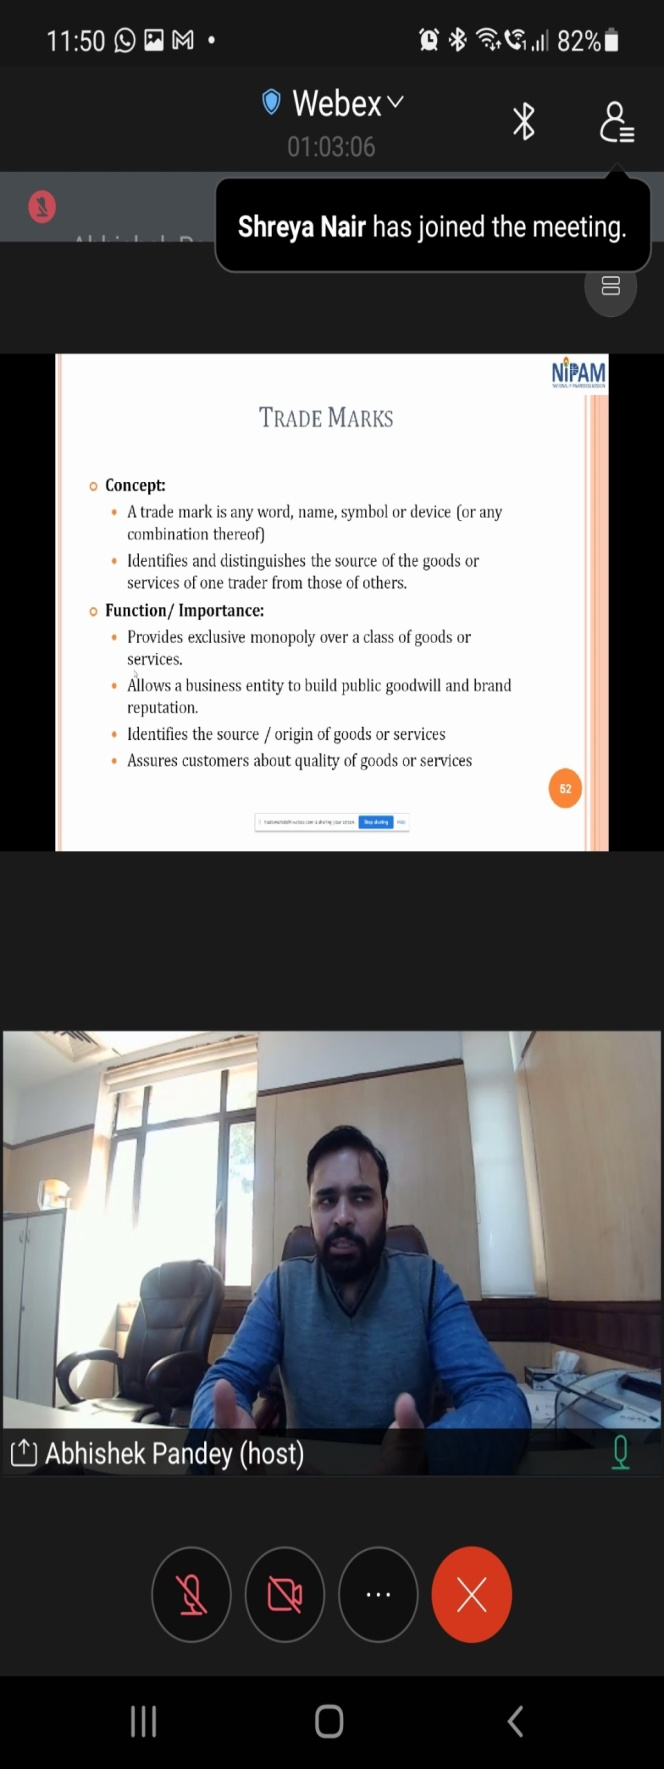 11:50
82%
Webex
01:03:06
Shreya Nair has joined the meeting.
NiPAM
TRADE MARKS
Concept:
A trade mark is any word, name, symbol or device (or any
combination thereof)
Identifies and distinguishes the source of the goods or
services of one trader from those of others.
Function/ Importance:
Provides exclusive monopoly over a class of goods or
services.
Allows a business entity to build public goodwill and brand
reputation.
Identifies the source / origin of goods or services
Assures customers about quality of goods or services
52
Stop sharing
Abhishek Pandey (host)